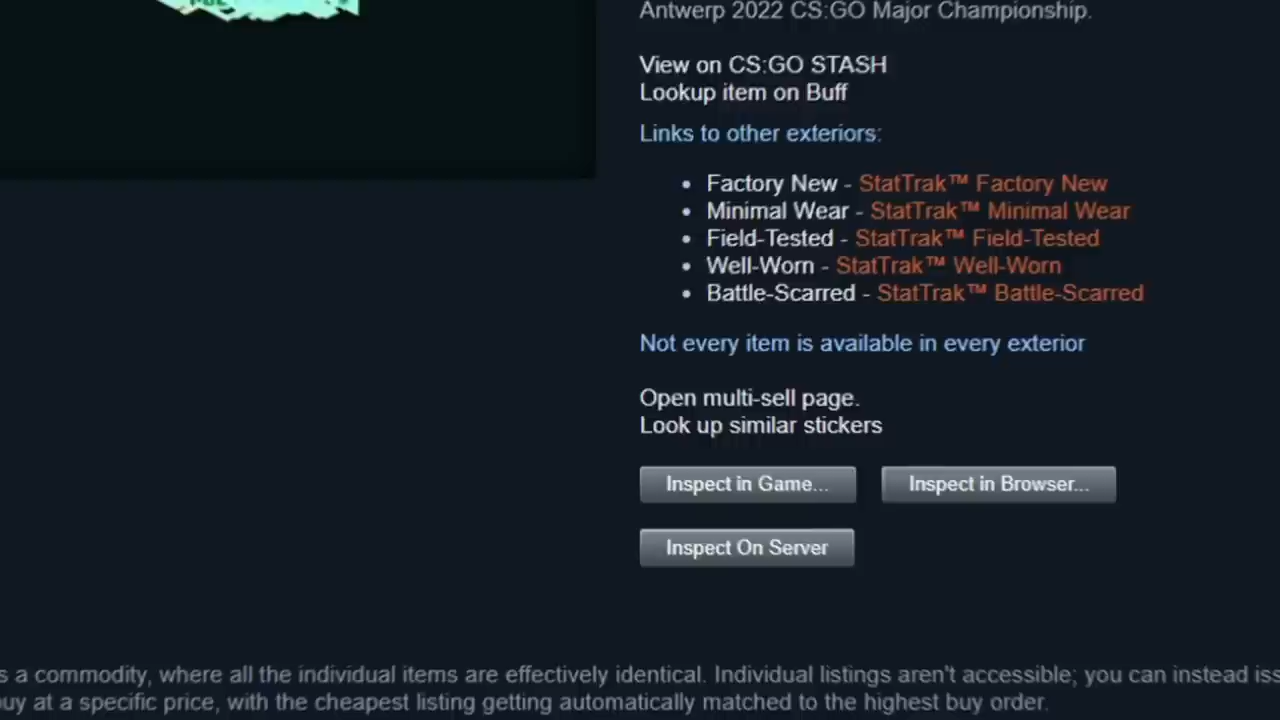 Antwerp 2022 CS:GO Major Championship.
View on CS:GO STASH
Lookup item on Buff
Links to other exteriors:
• Factory New - StatTrak™ Factory New
• Minimal Wear - StatTrak™ Minimal Wear
• Field-Tested - StatTrak™ Field-Tested
• Well-Worn - StatTrak™ Well-Worn
• Battle-Scarred - StatTrak™ Battle-Scarred
Not every item is available in every exterior
Open multi-sell page.
Look up similar stickers
Inspect in Game... Inspect in Browser...
Inspect On Server
s a commodity, where all the individual items are effectively identical. Individual listings aren't accessible; you can instead iss
buy at a specific price, with the cheapest listing getting automatically matched to the highest buy order.